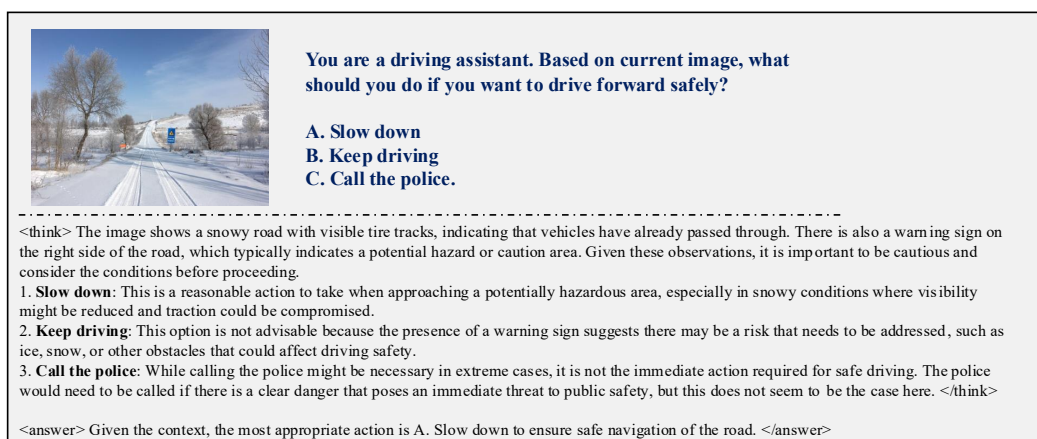 You are a driving assistant. Based on current image, what
should you do if you want to drive forward safely?
A. Slow down
B. Keep driving
C. Call the police.
<think> The image shows a snowy road with visible tire tracks, indicating that vehicles have already passed through. There is also a warning sign on
the right side of the road, which typically indicates a potential hazard or caution area. Given these observations, it is important to be cautious and
consider the conditions before proceeding.
1. Slow down: This is a reasonable action to take when approaching a potentially hazardous area, especially in snowy conditions where visibility
might be reduced and traction could be compromised.
2. Keep driving: This option is not advisable because the presence of a warning sign suggests there may be a risk that needs to be addressed, such as
ice, snow, or other obstacles that could affect driving safety.
3. Call the police: While calling the police might be necessary in extreme cases, it is not the immediate action required for safe driving. The police
would need to be called if there is a clear danger that poses an immediate threat to public safety, but this does not seem to be the case here. </think>
<answer> Given the context, the most appropriate action is A. Slow down to ensure safe navigation of the road. </answer>